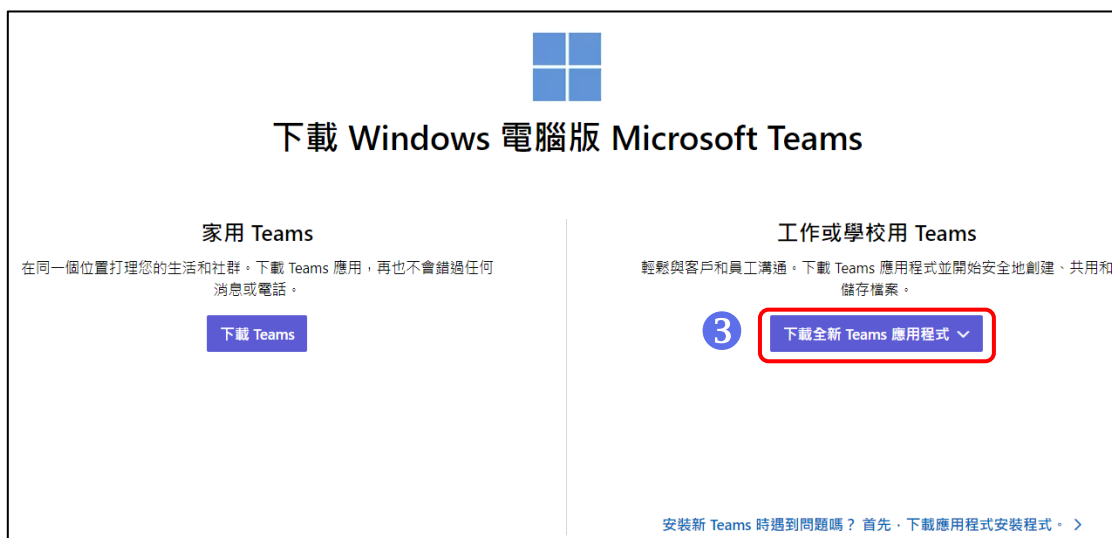 下載 Windows 電腦版 Microsoft Teams
家用 Teams
在同一個位置打理您的生活和社群。下載 Teams 應用，再也不會錯過任何
消息或電話。
下載 Teams
工作或學校用 Teams
輕鬆與客戶和員工溝通。下載 Teams 應用程式並開始安全地創建、共用和
儲存檔案。
3
下載全新 Teams 應用程式
安裝新 Teams 時遇到問題嗎？ 首先，下載應用程式安裝程式。